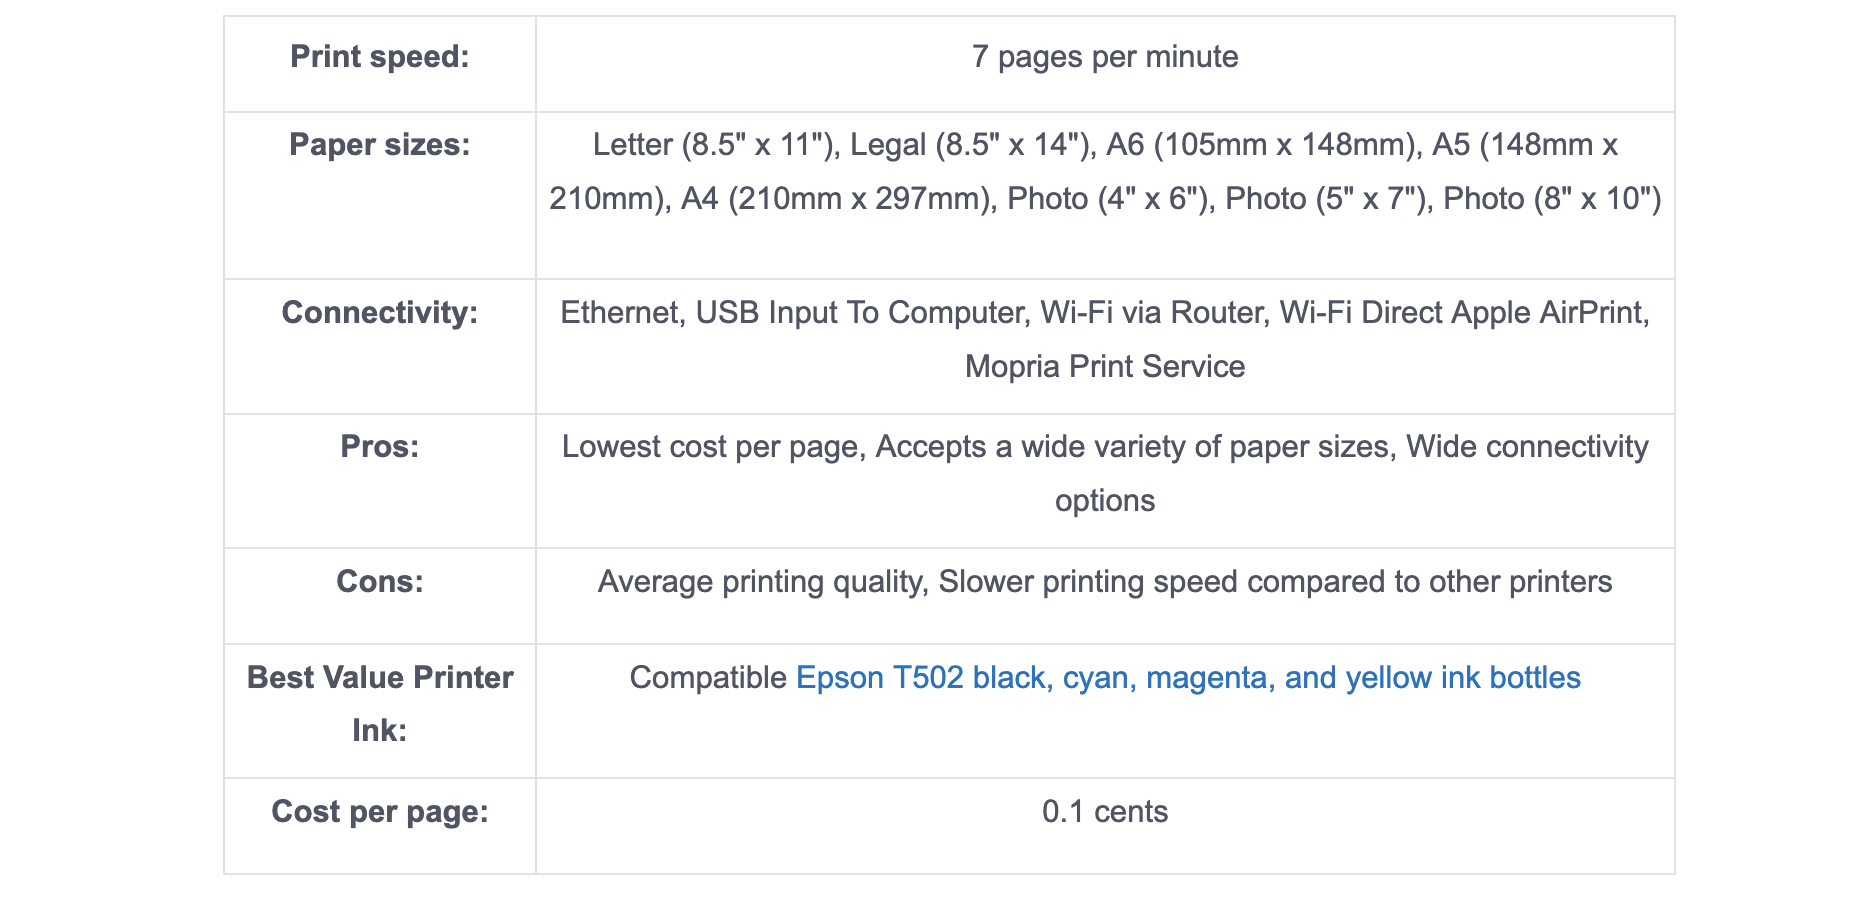 Print speed:
7 pages per minute
Paper sizes:
Letter (8.5" x 11"), Legal (8.5" x 14"), A6 (105mm x 148mm), A5 (148mm x
210mm), A4 (210mm x 297mm), Photo (4" x 6"), Photo (5" x 7"), Photo (8" x 10")
Connectivity:
Ethernet, USB Input To Computer, Wi-Fi via Router, Wi-Fi Direct Apple AirPrint,
Mopria Print Service
Pros:
Lowest cost per page, Accepts a wide variety of paper sizes, Wide connectivity
options
Cons:
Average printing quality, Slower printing speed compared to other printers
Best Value Printer
Ink:
Compatible Epson T502 black, cyan, magenta, and yellow ink bottles
Cost per page:
0.1 cents